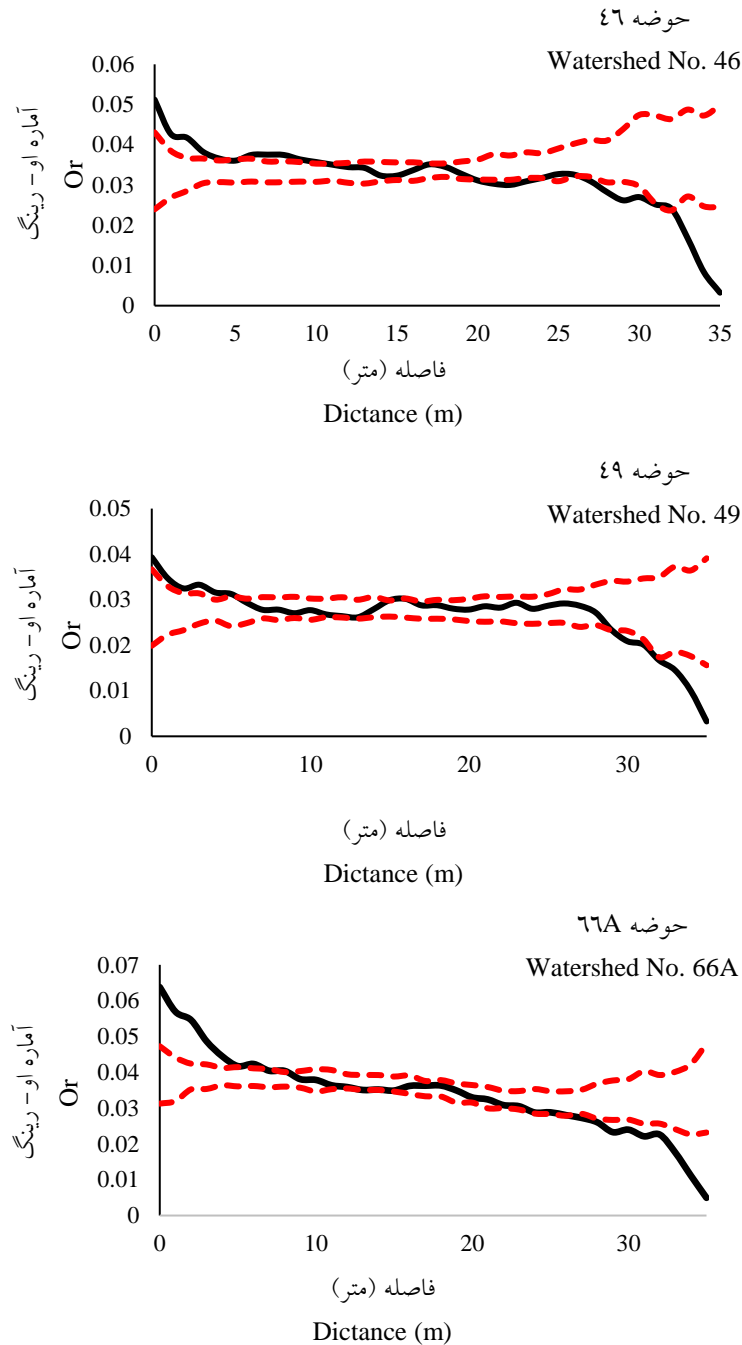 حوضه ٤٦
Watershed No. 46
آماره او- رینگ
Or
0.06
0.05
0.04
0.03
0.02
0.01
0
0 5 10 15 20 25 30 35
فاصله (متر)
Dictance (m)
حوضه ٤٩
Watershed No. 49
آماره او- رینگ
Or
0.05
0.04
0.03
0.02
0.01
0
0 10 20 30
فاصله (متر)
Dictance (m)
حوضه ٦٦A
Watershed No. 66A
آماره او- رینگ
Or
0.07
0.06
0.05
0.04
0.03
0.02
0.01
0
0 10 20 30
فاصله (متر)
Dictance (m)